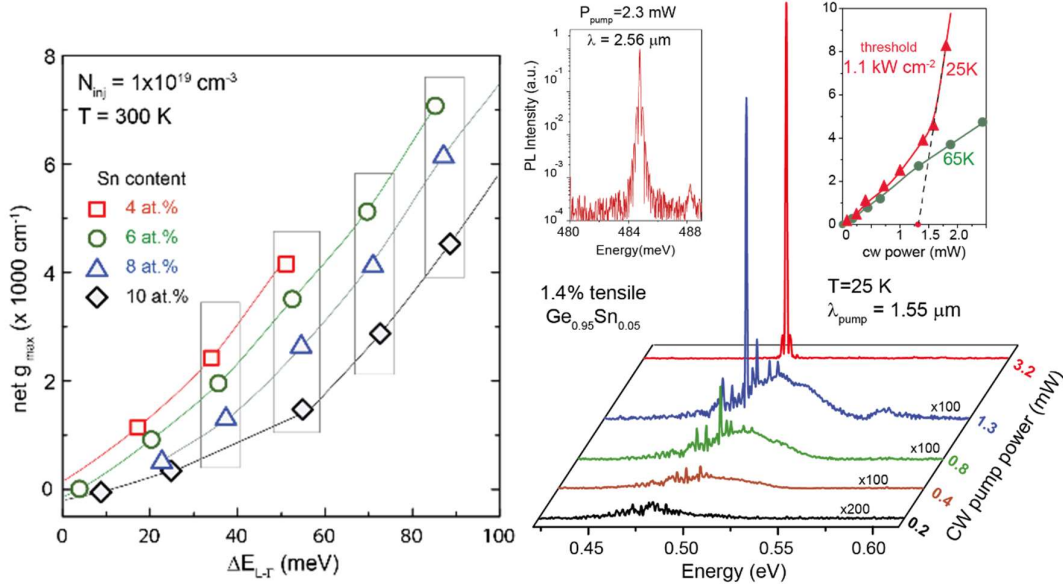 N_inj = 1x10^19 cm^-3
T = 300 K
Sn content
4 at.%
6 at.%
8 at.%
10 at.%
net g_max (x 1000 cm^-1)
8
6
4
2
0
0 20 40 60 80 100
ΔE_L-Γ (meV)
P_pump=2.3 mW
λ = 2.56 μm
PL Intensity (a.u.)
1
10^-1
10^-2
10^-3
10^-4
480 484 488
Energy(meV)
threshold
1.1 kW cm^-2
25K
65K
10
8
6
4
2
0
0 0.5 1 1.5 2.0
cw power (mW)
1.4% tensile
Ge_0.95Sn_0.05
T=25 K
λ_pump = 1.55 μm
3.2
x100
1.3
x100
0.8
x100
0.4
x200
0.2
CW pump power (mW)
0.45 0.50 0.55 0.60
Energy (eV)